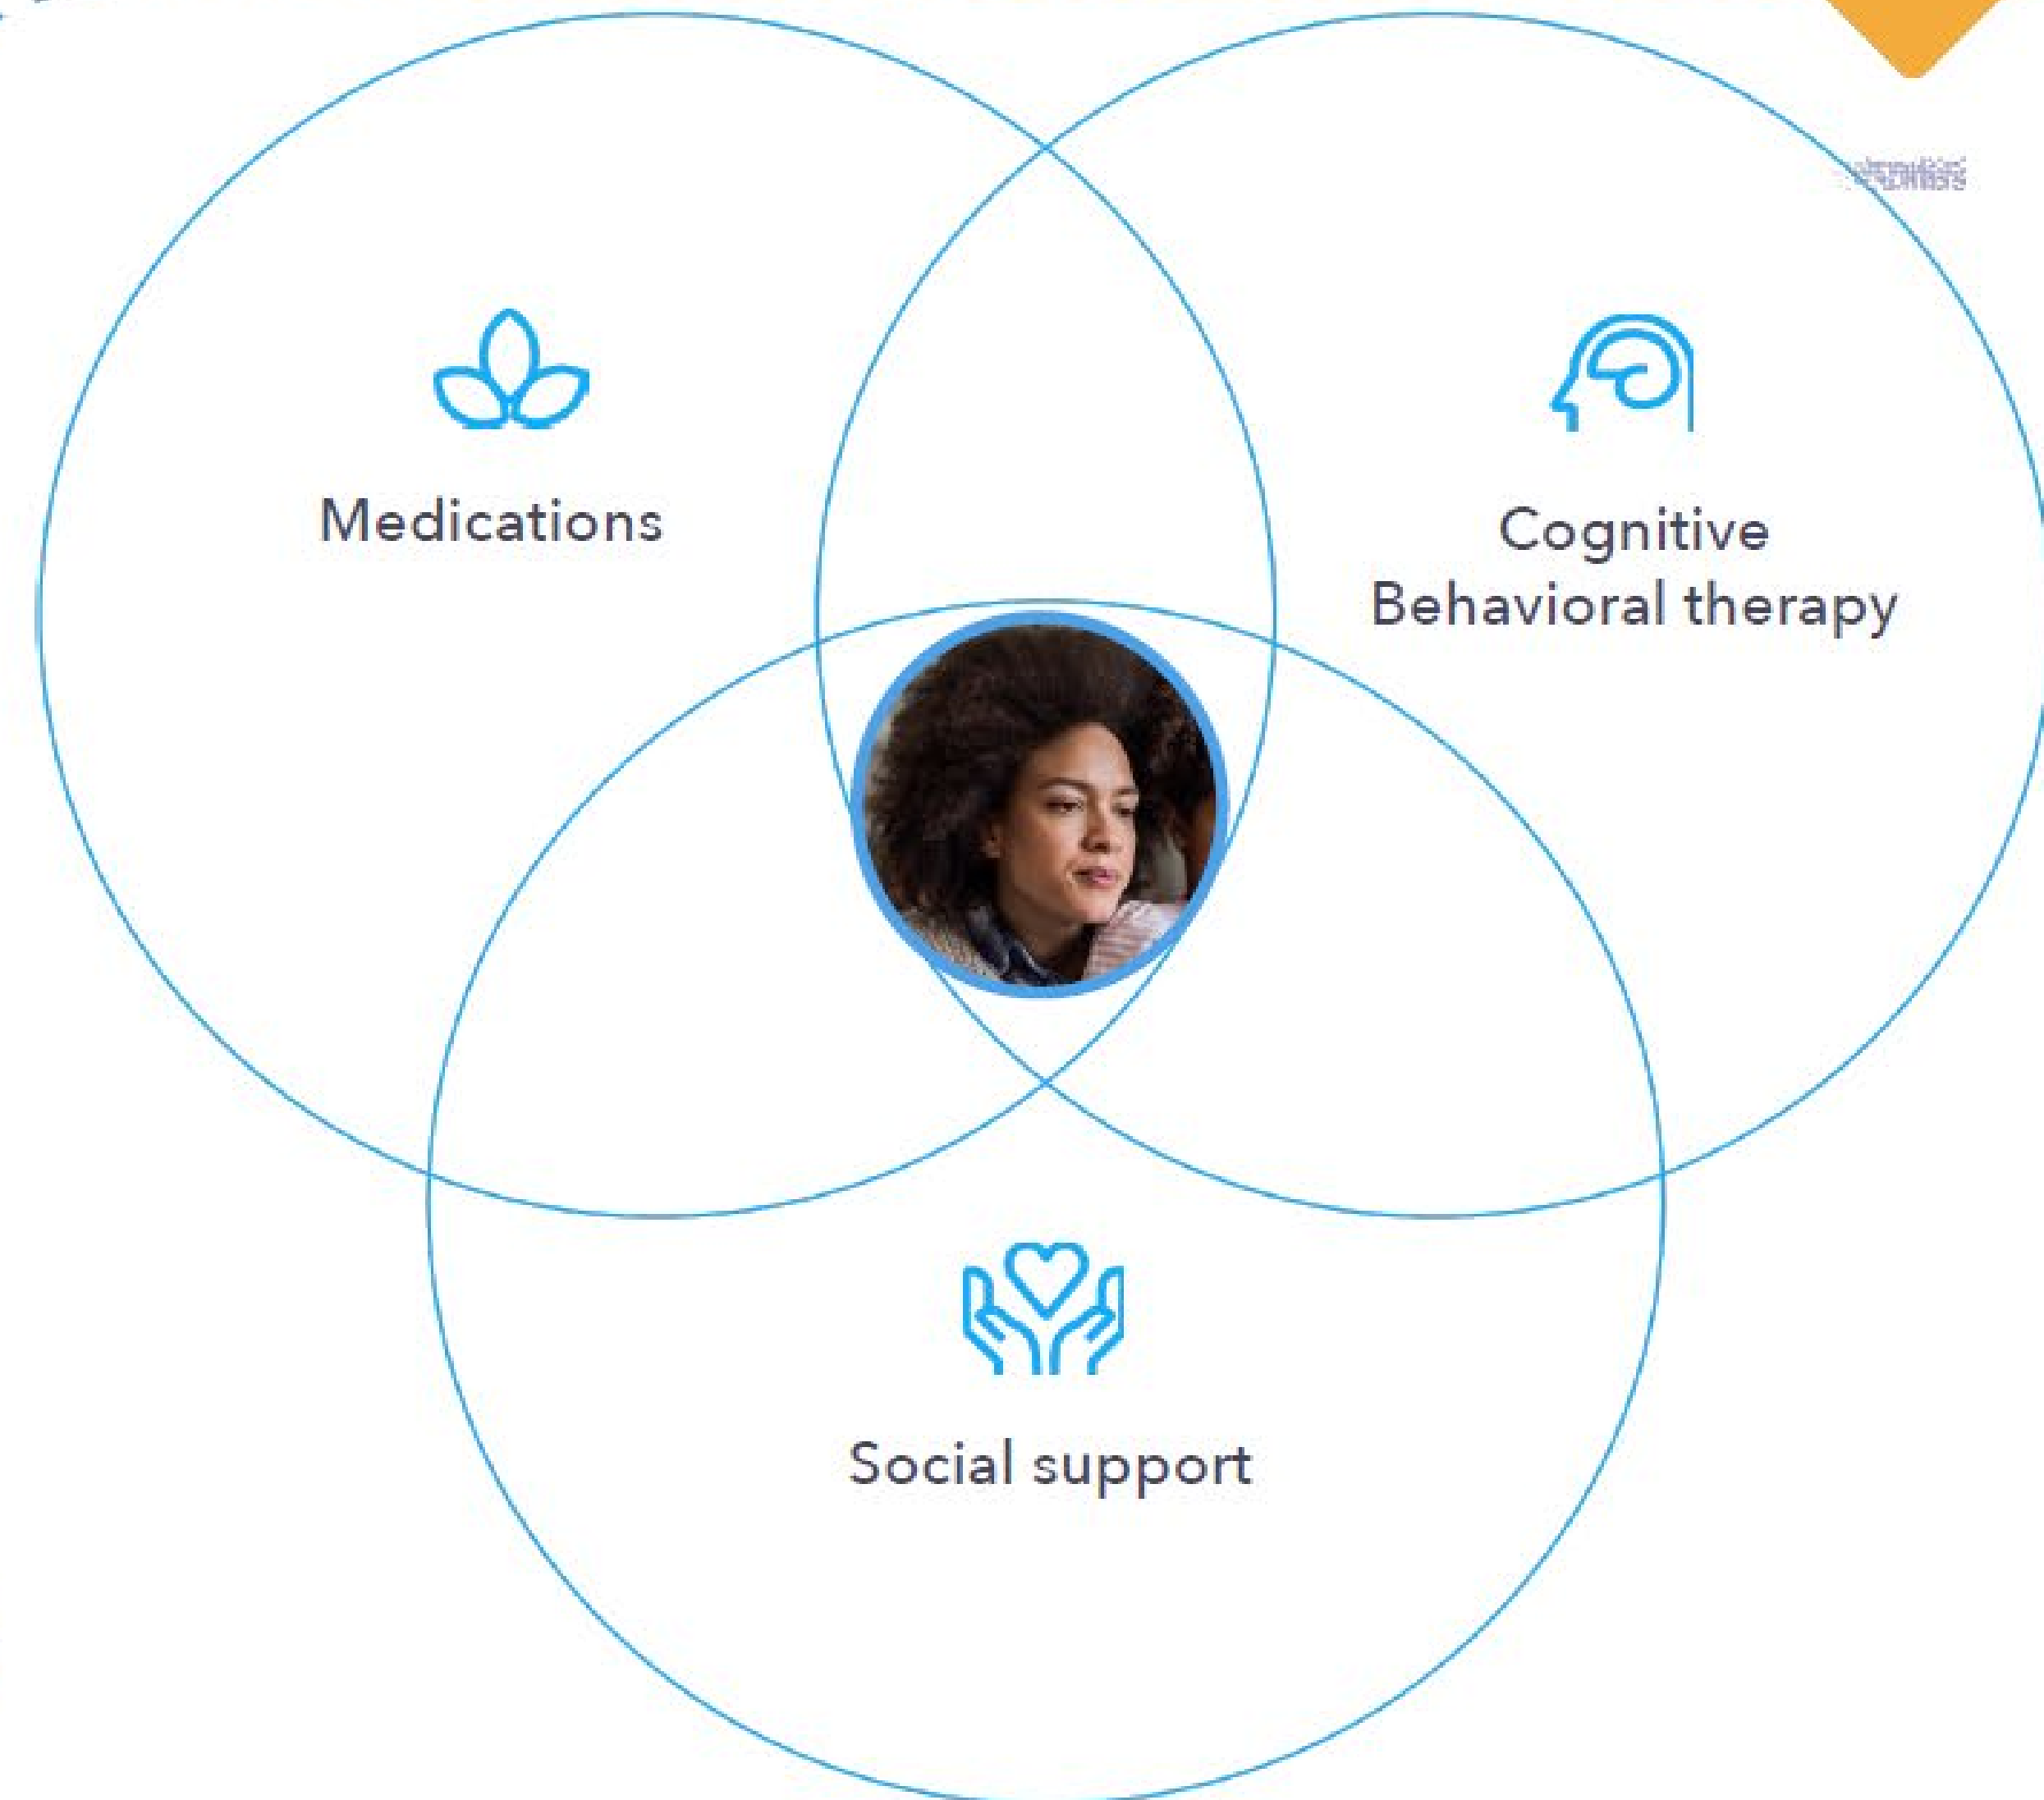 Medications
Cognitive
Behavioral therapy
Social support